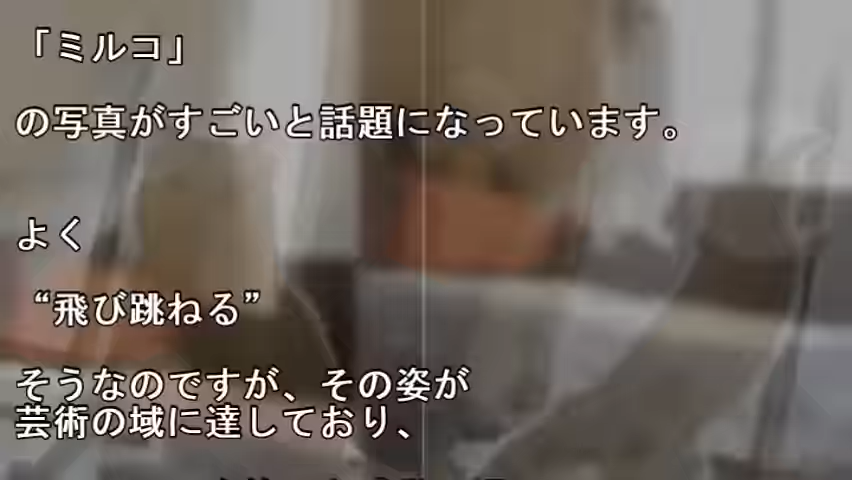 「ミルコ」
の写真がすごいと話題になっています。
よく
“飛び跳ねる”
そうなのですが、その姿が
芸術の域に達しており、